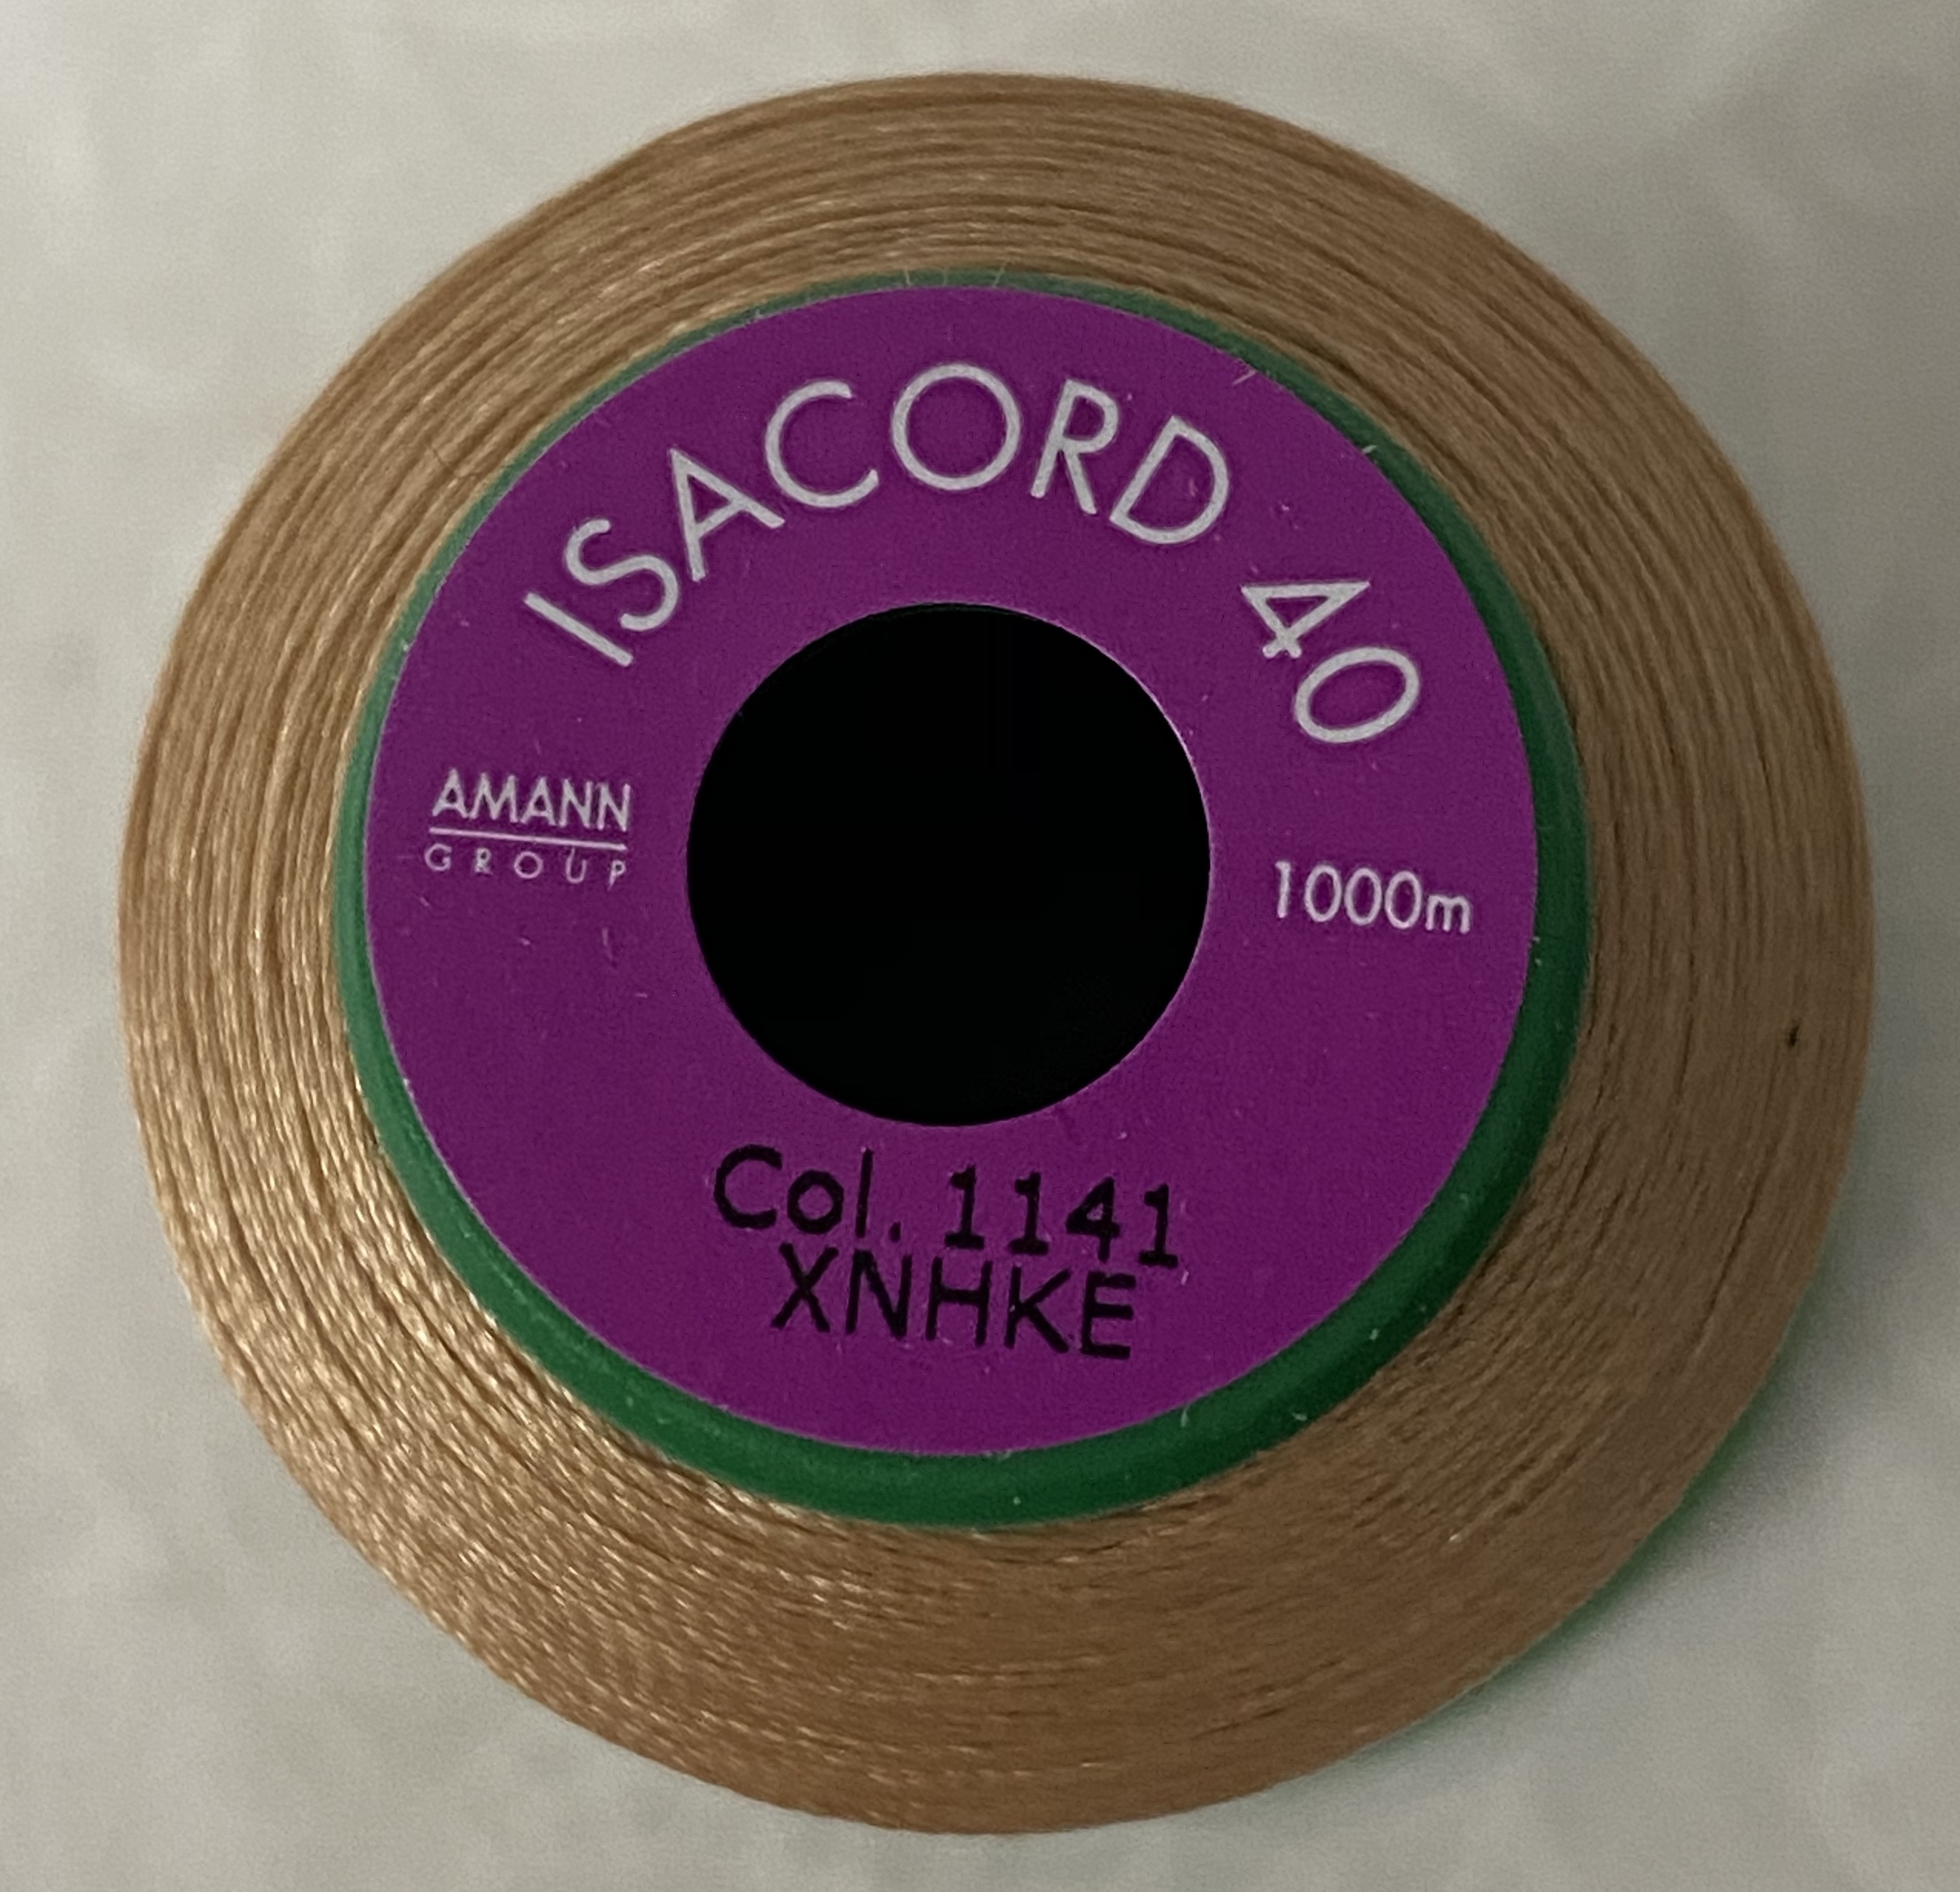 ISACORD 40
AMANN
GROUP
1000m
Col. 1141
XNHKE